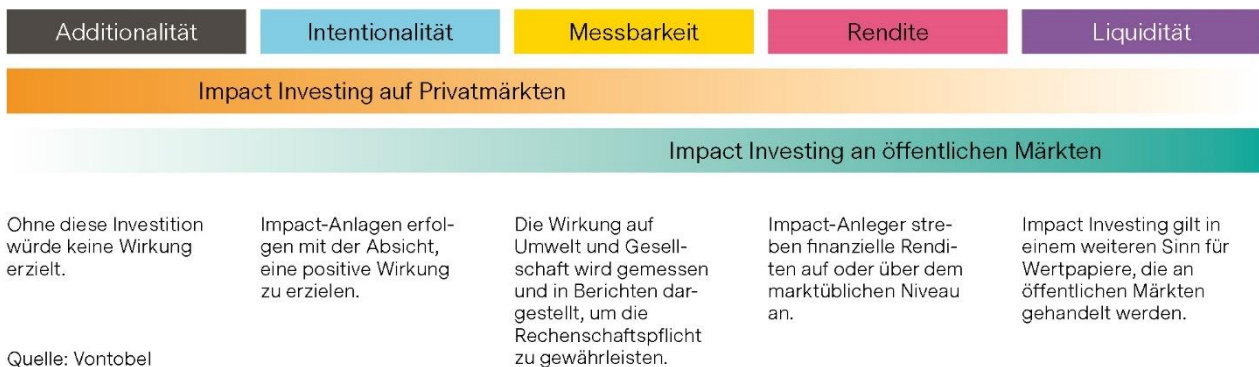 Additionalität
Intentionalität
Messbarkeit
Rendite
Liquidität
Impact Investing auf Privatmärkten
Impact Investing an öffentlichen Märkten
Ohne diese Investition
würde keine Wirkung
erzielt.
Impact-Anlagen erfol-
gen mit der Absicht,
eine positive Wirkung
zu erzielen.
Die Wirkung auf
Umwelt und Gesell-
schaft wird gemessen
und in Berichten dar-
gestellt, um die
Rechenschaftspflicht
zu gewährleisten.
Impact-Anleger stre-
ben finanzielle Rendi-
ten auf oder über dem
marktüblichen Niveau
an.
Impact Investing gilt in
einem weiteren Sinn für
Wertpapiere, die an
öffentlichen Märkten
gehandelt werden.
Quelle: Vontobel